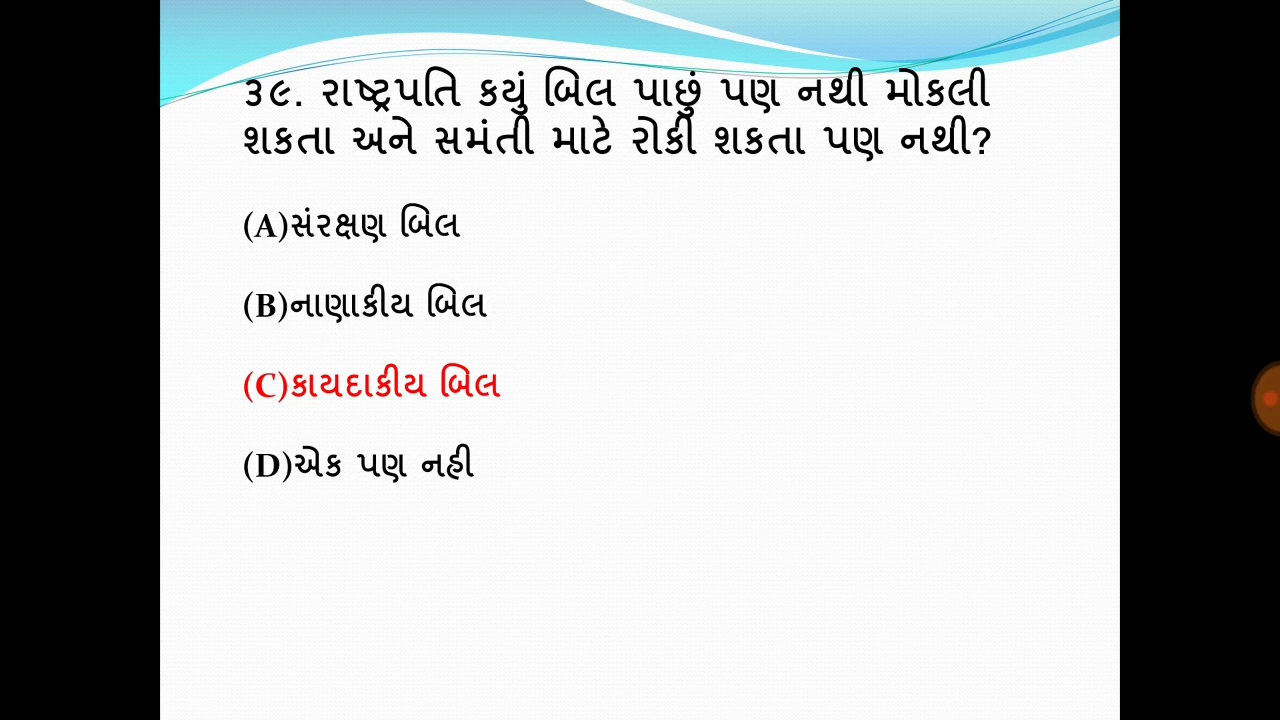 ૩૯. રાષ્ટ્રપતિ કયું બિલ પાછું પણ નથી મોકલી
શકતા અને સમંતી માટે રોકી શકતા પણ નથી?
(A)સંરક્ષણ બિલ
(B)નાણાકીય બિલ
(C)કાયદાકીય બિલ
(D)એક પણ નહી